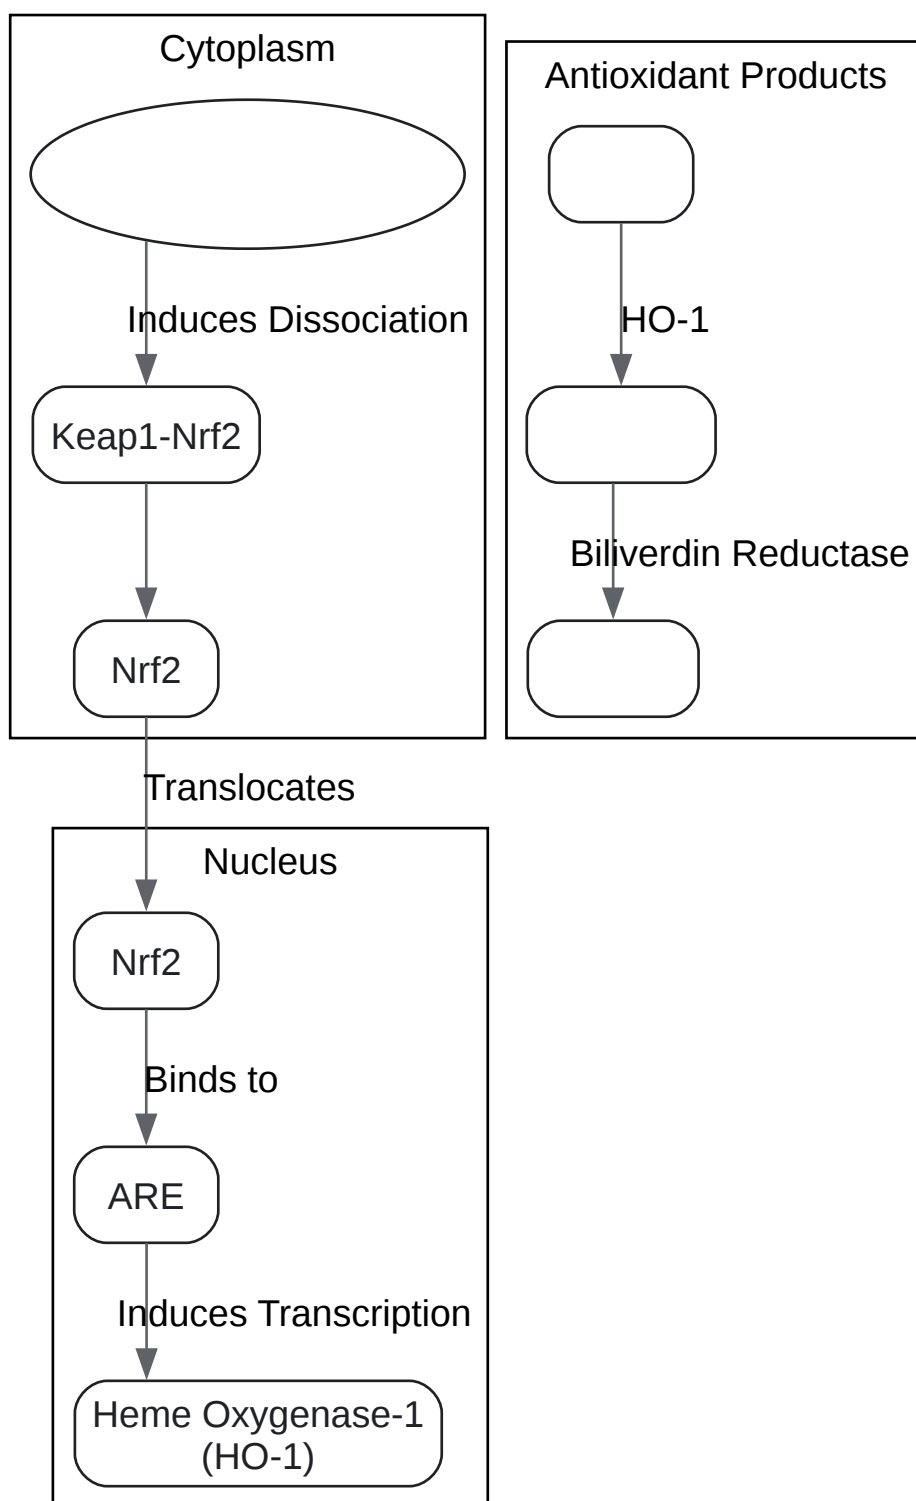 Cytoplasm
Induces Dissociation
Keap1-Nrf2
Nrf2
Translocates
Nucleus
Nrf2
Binds to
ARE
Induces Transcription
Heme Oxygenase-1
(HO-1)
Antioxidant Products
HO-1
Biliverdin Reductase